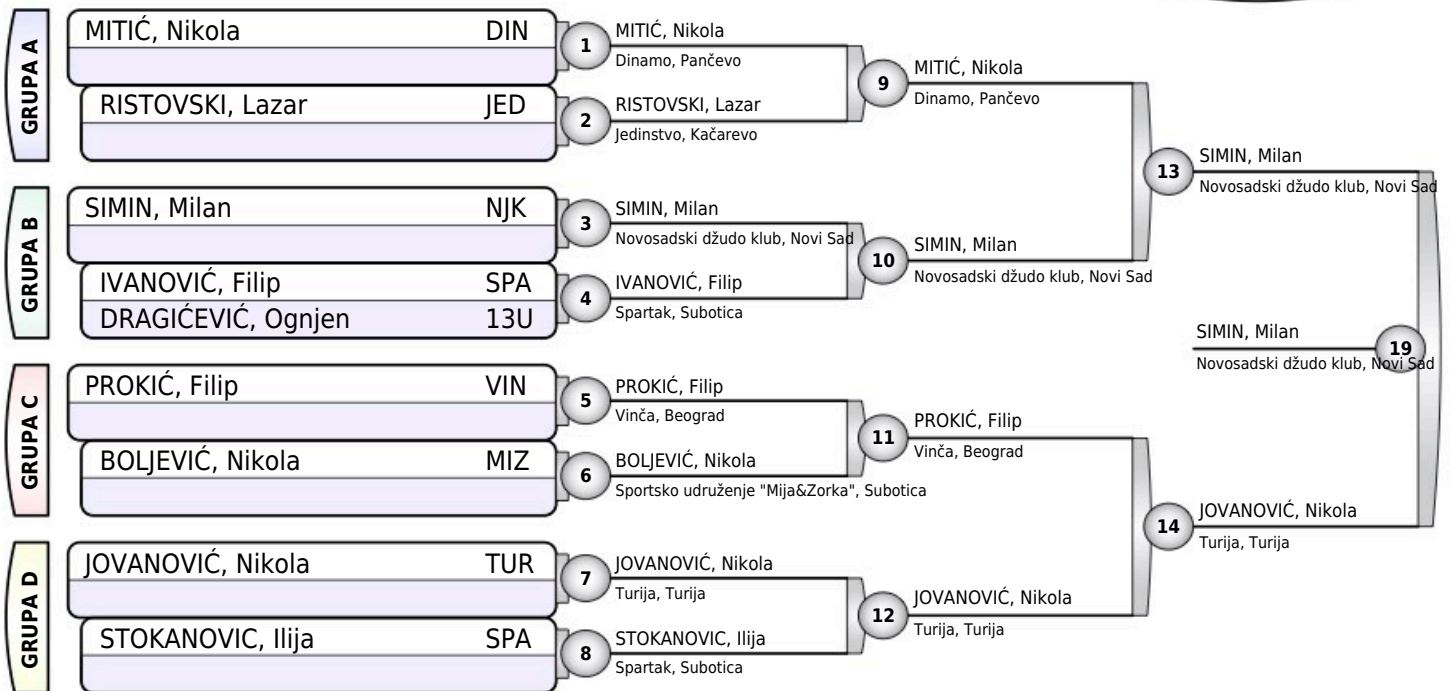 GRUPA A
MITIĆ, Nikola DIN
RISTOVSKI, Lazar JED
GRUPA B
SIMIN, Milan NJK
IVANOVIĆ, Filip SPA
DRAGIĆEVIĆ, Ognjen 13U
GRUPA C
PROKIĆ, Filip VIN
BOLJEVIĆ, Nikola MIZ
GRUPA D
JOVANOVIĆ, Nikola TUR
STOKANOVIC, Ilija SPA
1
MITIĆ, Nikola
Dinamo, Pančevo
2
RISTOVSKI, Lazar
Jedinstvo, Kačarevo
3
SIMIN, Milan
Novosadski džudo klub, Novi Sad
4
IVANOVIĆ, Filip
Spartak, Subotica
5
PROKIĆ, Filip
Vinča, Beograd
6
BOLJEVIĆ, Nikola
Sportsko udruženje "Mija&Zorka", Subotica
7
JOVANOVIĆ, Nikola
Turija, Turija
8
STOKANOVIC, Ilija
Spartak, Subotica
9
MITIĆ, Nikola
Dinamo, Pančevo
10
SIMIN, Milan
Novosadski džudo klub, Novi Sad
11
PROKIĆ, Filip
Vinča, Beograd
12
JOVANOVIĆ, Nikola
Turija, Turija
13
SIMIN, Milan
Novosadski džudo klub, Novi Sad
14
JOVANOVIĆ, Nikola
Turija, Turija
SIMIN, Milan
19
Novosadski džudo klub, Novi Sad